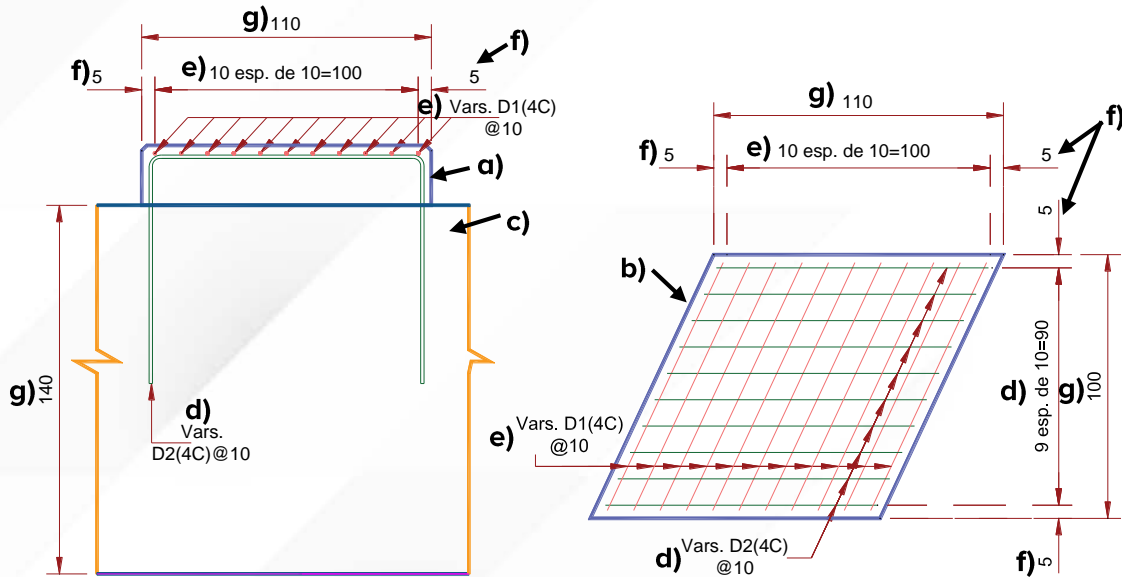 g) 110
f) 5
e) 10 esp. de 10=100
5
f)
e) Vars. D1(4C)
@10
a)
c)
g) 140
d)
Vars.
D2(4C)@10
g) 110
f)
f) 5
e) 10 esp. de 10=100
5
5
b)
d) 9 esp. de 10=90
g) 100
e) Vars. D1(4C)
@10
d) Vars. D2(4C)
@10
f) 5